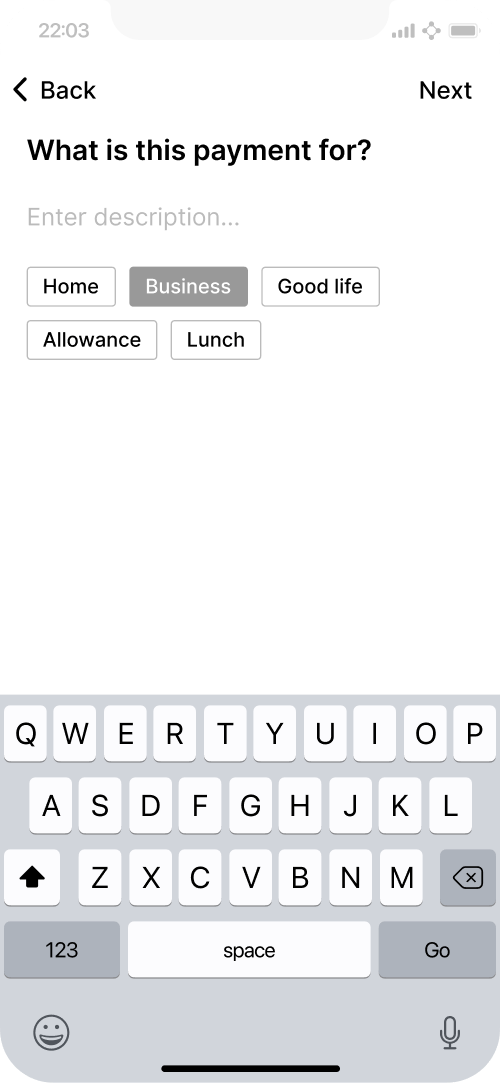 22:03
Back Next
What is this payment for?
Enter description...
Home Business Good life
Allowance Lunch
Q W E R T Y U I O P
A S D F G H J K L
Z X C V B N M
123 space Go